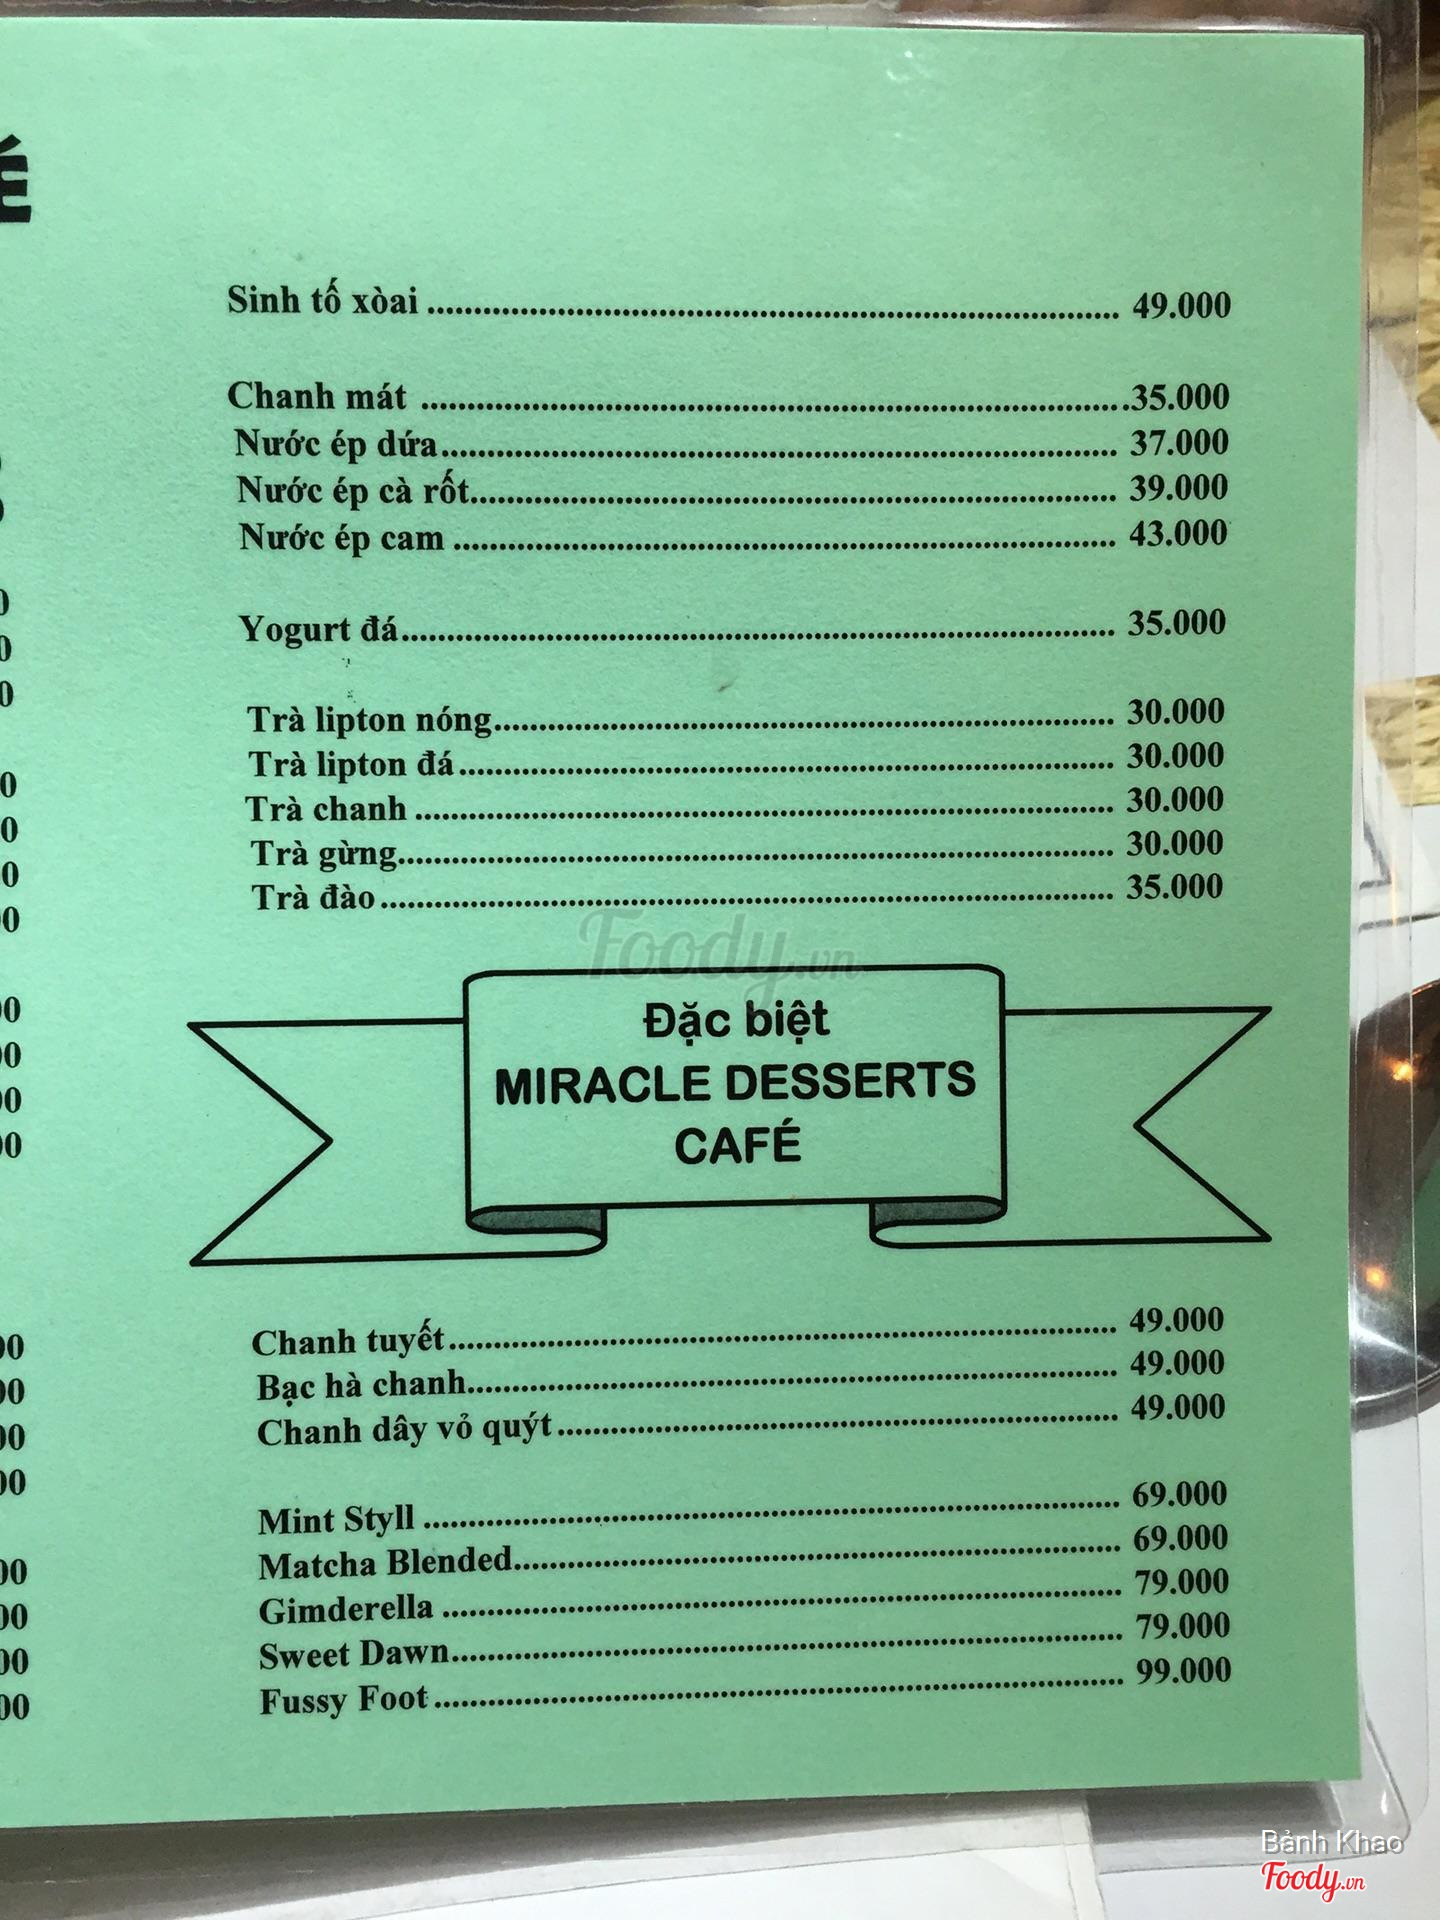 Sinh tố xòai ........ 49.000
Chanh mát ........ 35.000
Nước ép dứa ........ 37.000
Nước ép cà rốt ........ 39.000
Nước ép cam ........ 43.000
Yogurt đá ........ 35.000
Trà lipton nóng ........ 30.000
Trà lipton đá ........ 30.000
Trà chanh ........ 30.000
Trà gừng ........ 30.000
Trà đào ........ 35.000
Foody.vn
Đặc biệt
MIRACLE DESSERTS
CAFÉ
Chanh tuyết ........ 49.000
Bạc hà chanh ........ 49.000
Chanh dây vỏ quýt ........ 49.000
Mint Styll ........ 69.000
Matcha Blended ........ 69.000
Gimderella ........ 79.000
Sweet Dawn ........ 79.000
Fussy Foot ........ 99.000
Bảnh Khao
Foody.vn